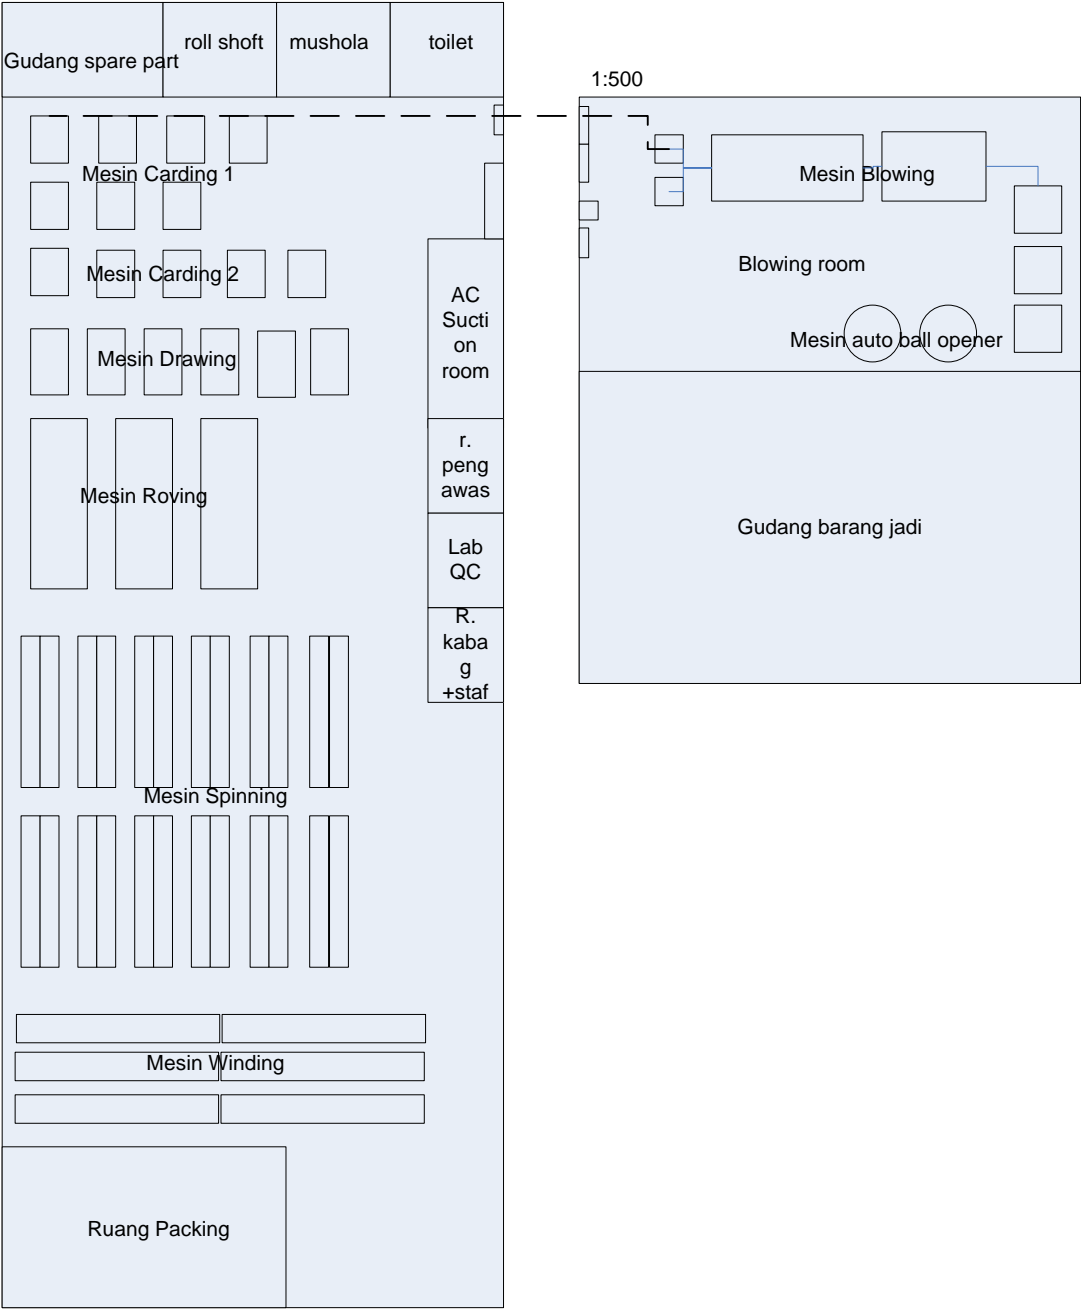 Gudang spare part
roll shoft
mushola
toilet
1:500
Mesin Carding 1
Mesin Blowing
Mesin Carding 2
Blowing room
AC
Sucti
on
room
Mesin Drawing
Mesin auto ball opener
r.
peng
awas
Mesin Roving
Gudang barang jadi
Lab
QC
R.
kaba
g
+staf
Mesin Spinning
Mesin Winding
Ruang Packing